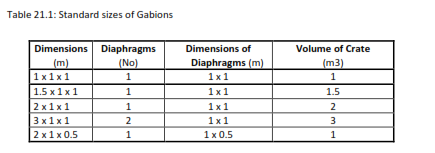 Table 21.1: Standard sizes of Gabions
Dimensions (m) Diaphragms (No) Dimensions of Diaphragms (m) Volume of Crate (m3)
1 x 1 x 1 1 1 x 1 1
1.5 x 1 x 1 1 1 x 1 1.5
2 x 1 x 1 1 1 x 1 2
3 x 1 x 1 2 1 x 1 3
2 x 1 x 0.5 1 1 x 0.5 1